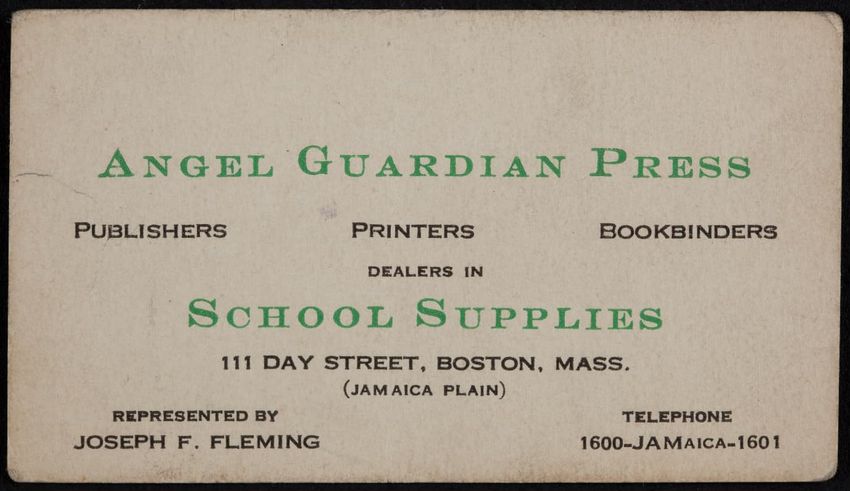 ANGEL GUARDIAN PRESS
PUBLISHERS PRINTERS BOOKBINDERS
DEALERS IN
SCHOOL SUPPLIES
111 DAY STREET, BOSTON, MASS.
(JAMAICA PLAIN)
REPRESENTED BY TELEPHONE
JOSEPH F. FLEMING 1600-JAMAICA-1601